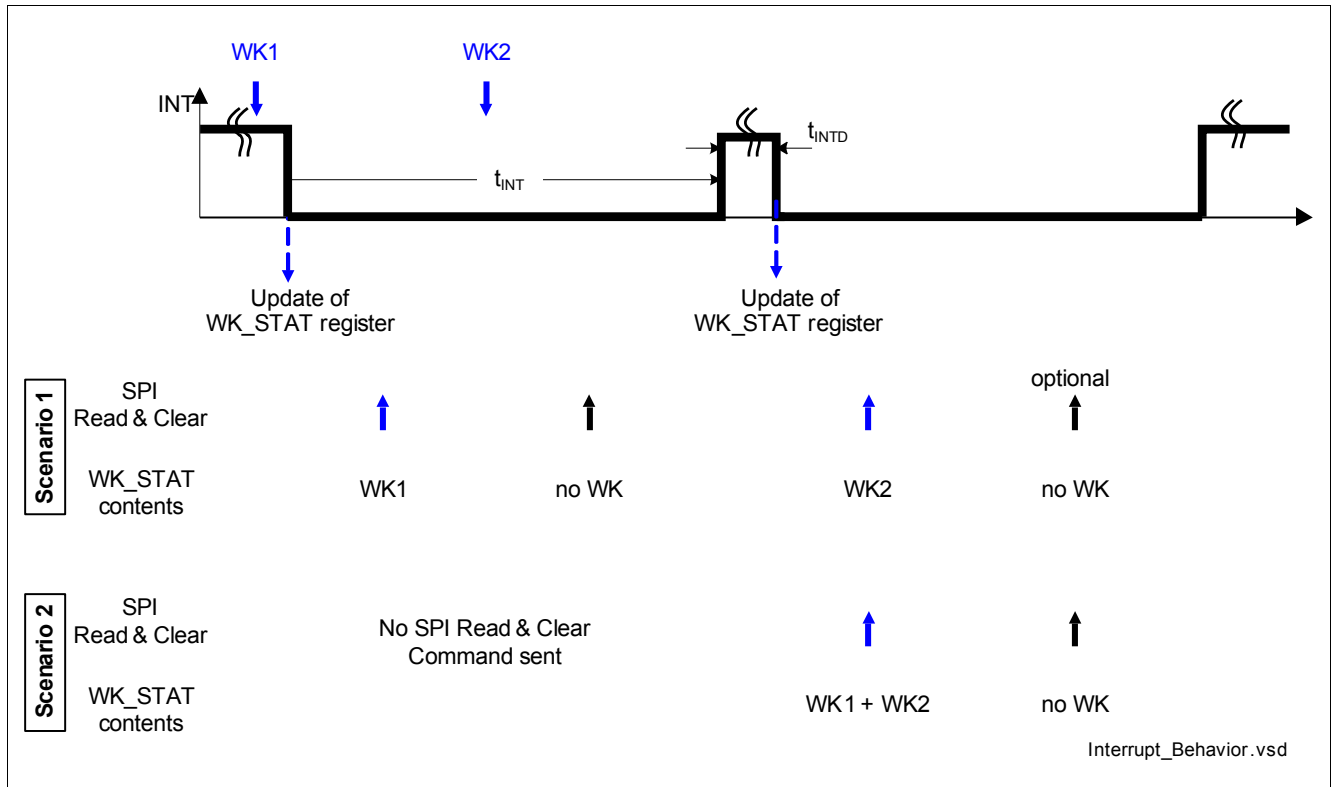 WK1
WK2
INT
tINTD
tINT
Update of
WK_STAT register
Update of
WK_STAT register
Scenario 1
SPI
Read & Clear
optional
WK_STAT
contents
WK1
no WK
WK2
no WK
Scenario 2
SPI
Read & Clear
No SPI Read & Clear
Command sent
WK_STAT
contents
WK1 + WK2
no WK
Interrupt_Behavior.vsd